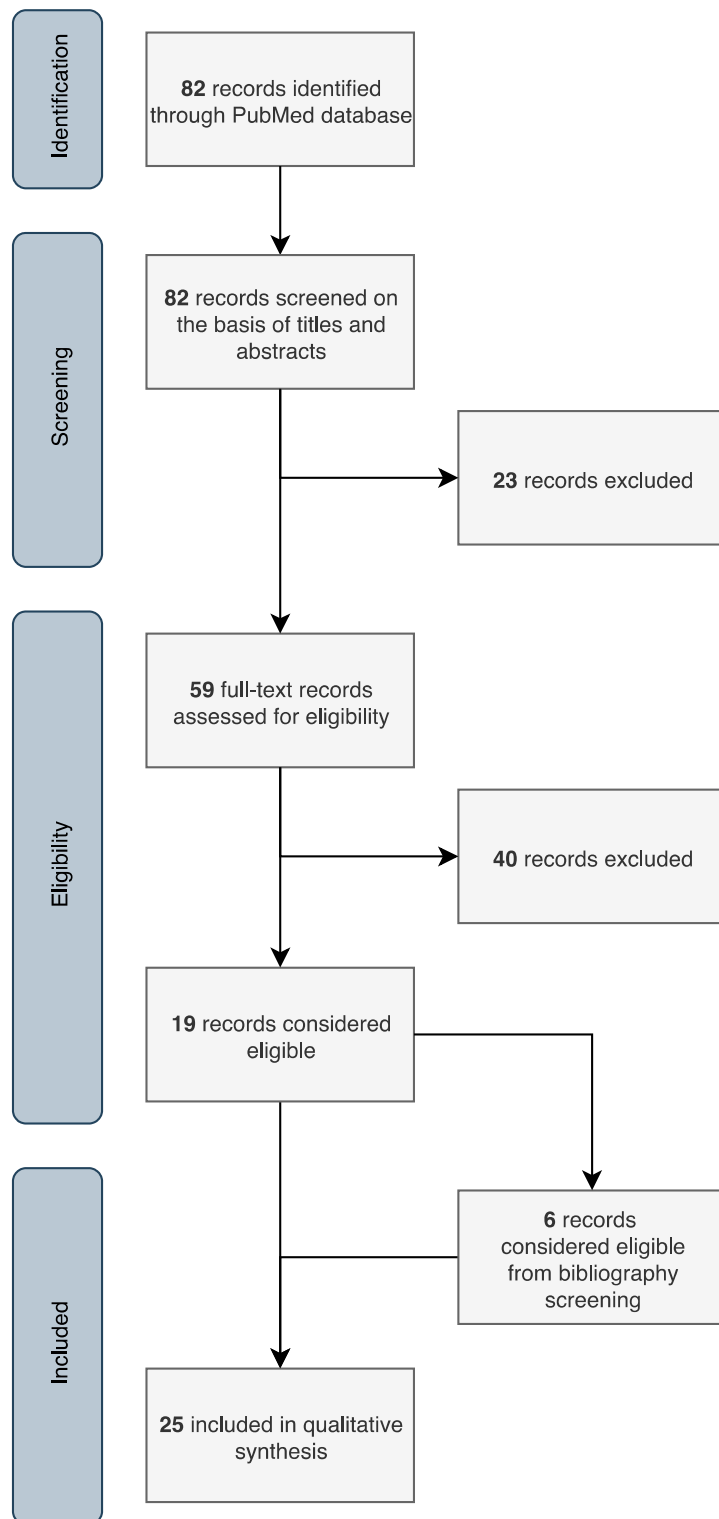 Identification
82 records identified
through PubMed database
Screening
82 records screened on
the basis of titles and
abstracts
23 records excluded
Eligibility
59 full-text records
assessed for eligibility
40 records excluded
19 records considered
eligible
Included
6 records
considered eligible
from bibliography
screening
25 included in qualitative
synthesis